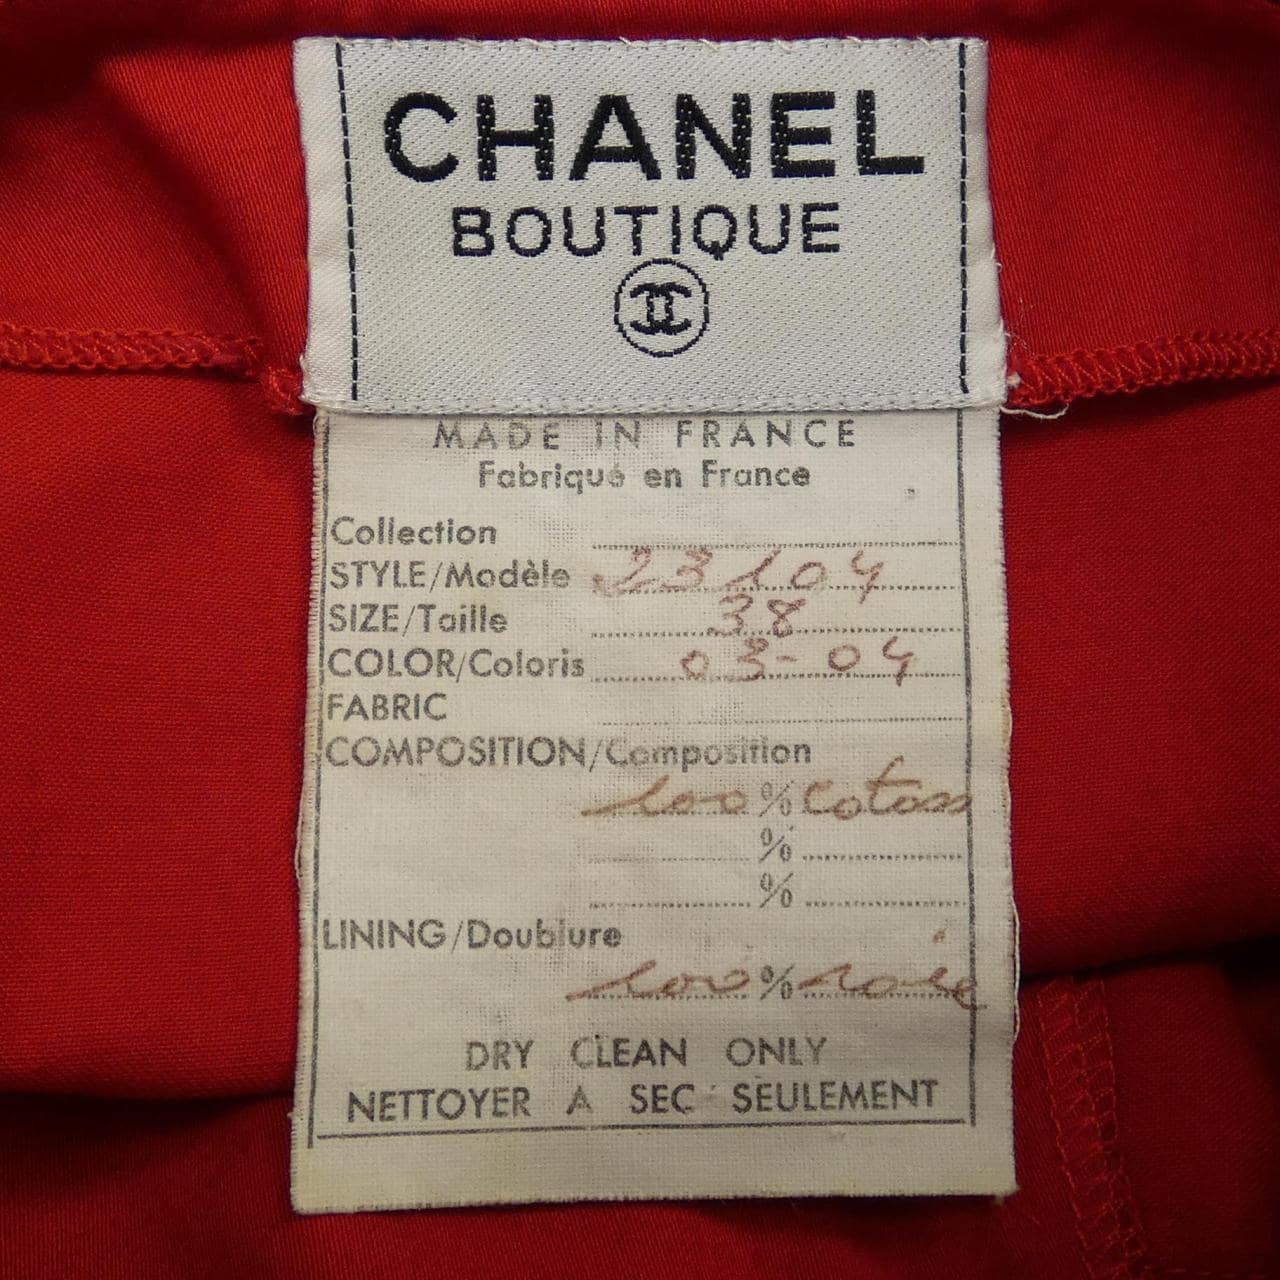 CHANEL
BOUTIQUE
MADE IN FRANCE
Fabriqué en France
Collection
STYLE/Modèle 23104
SIZE/Taille 38
COLOR/Coloris 03-04
FABRIC
COMPOSITION/Composition
100 % coton
%
%
LINING/Doublure
100 % soie
DRY CLEAN ONLY
NETTOYER A SEC SEULEMENT